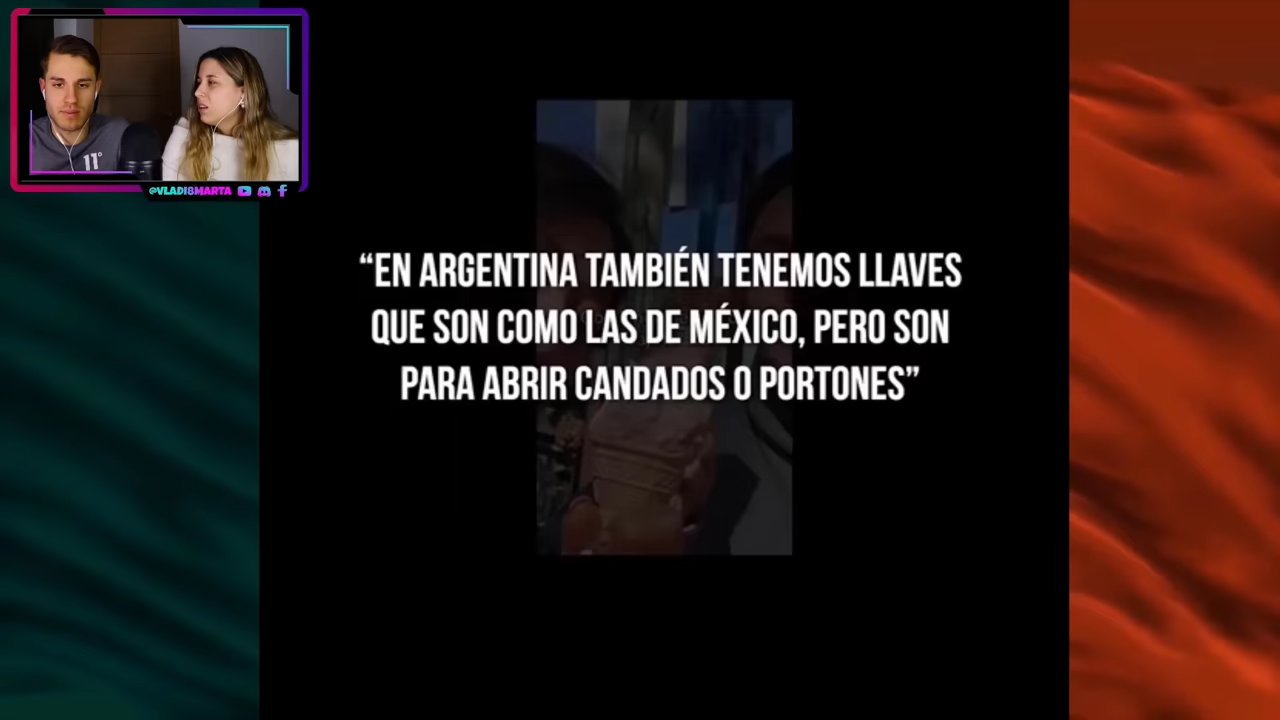 11°
@VLADI8MARTA
“EN ARGENTINA TAMBIÉN TENEMOS LLAVES
QUE SON COMO LAS DE MÉXICO, PERO SON
PARA ABRIR CANDADOS O PORTONES”